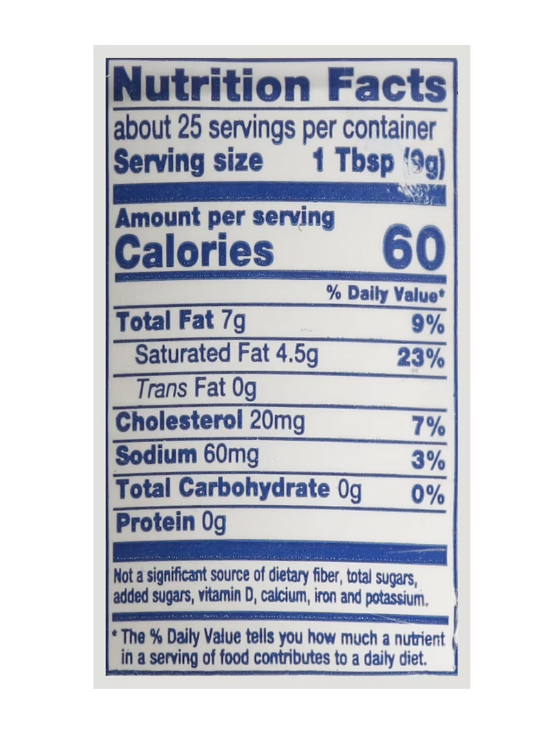 Nutrition Facts
about 25 servings per container
Serving size 1 Tbsp (9g)
Amount per serving
Calories 60
% Daily Value*
Total Fat 7g 9%
Saturated Fat 4.5g 23%
Trans Fat 0g
Cholesterol 20mg 7%
Sodium 60mg 3%
Total Carbohydrate 0g 0%
Protein 0g
Not a significant source of dietary fiber, total sugars,
added sugars, vitamin D, calcium, iron and potassium.
* The % Daily Value tells you how much a nutrient
in a serving of food contributes to a daily diet.